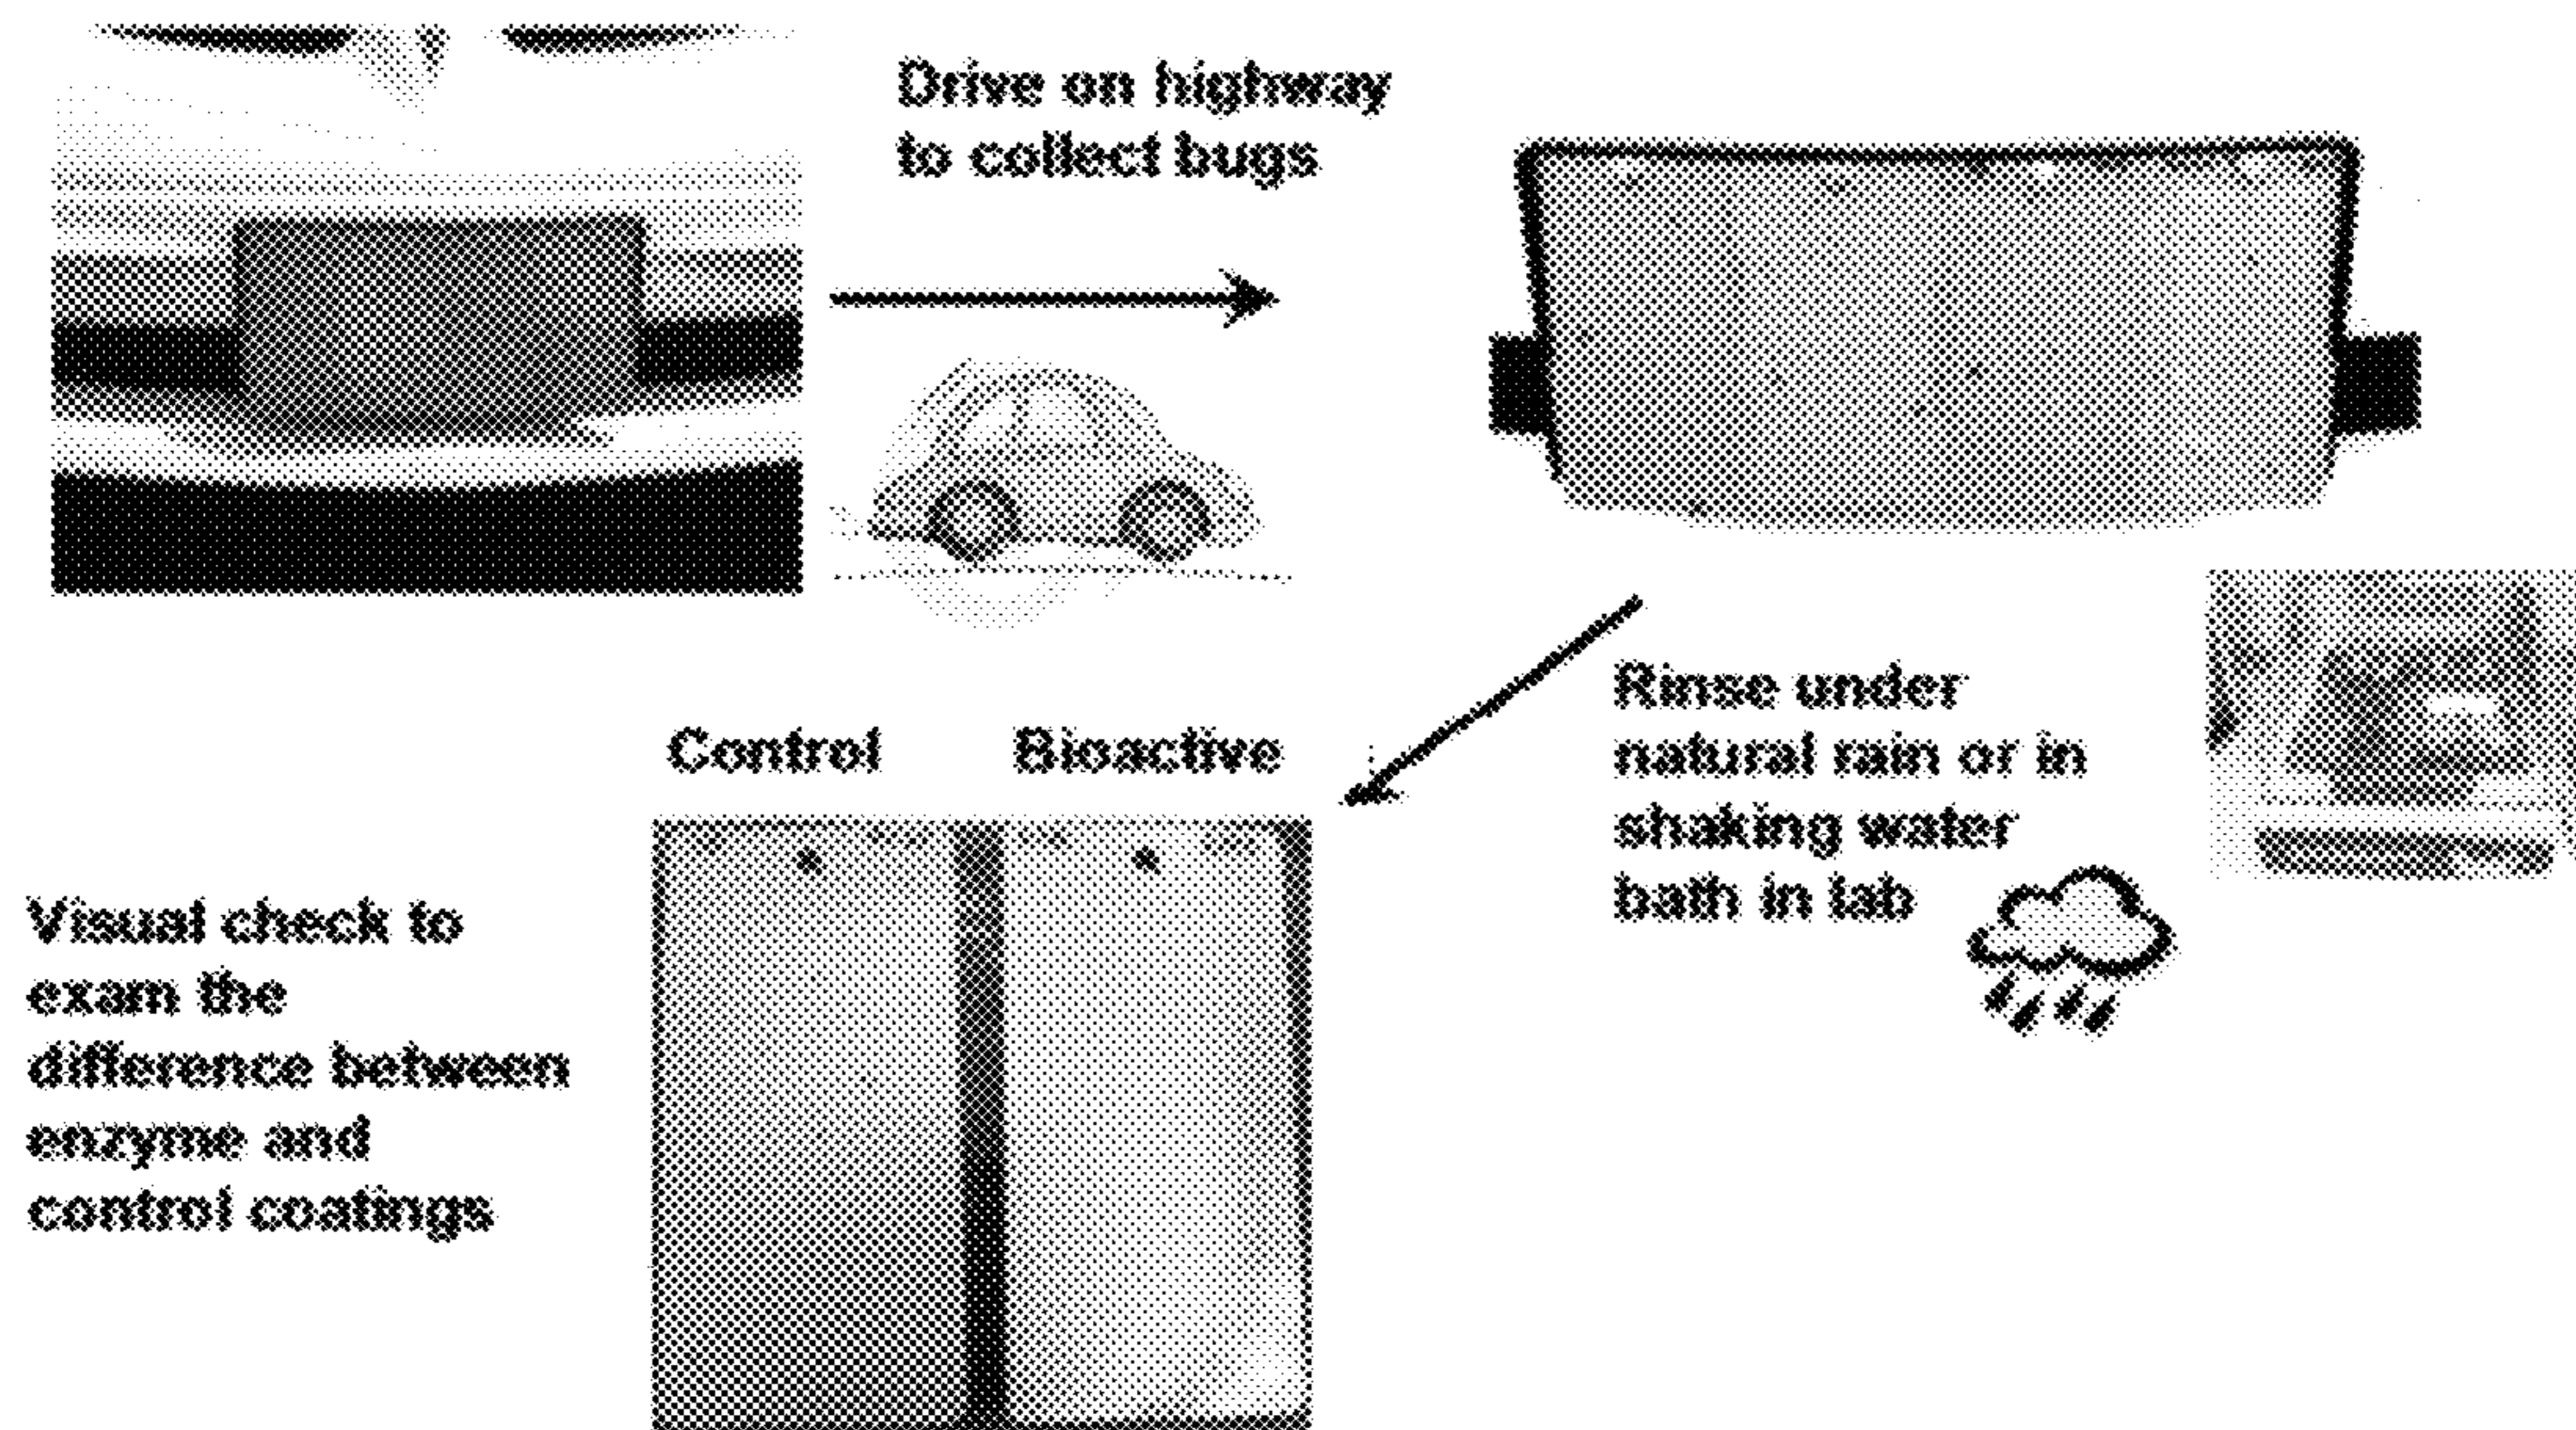 Drive on highway
to collect bugs
Rinse under
natural rain or in
shaking water
bath in lab
Control Bioactive
Visual check to
exam the
difference between
enzyme and
control coatings